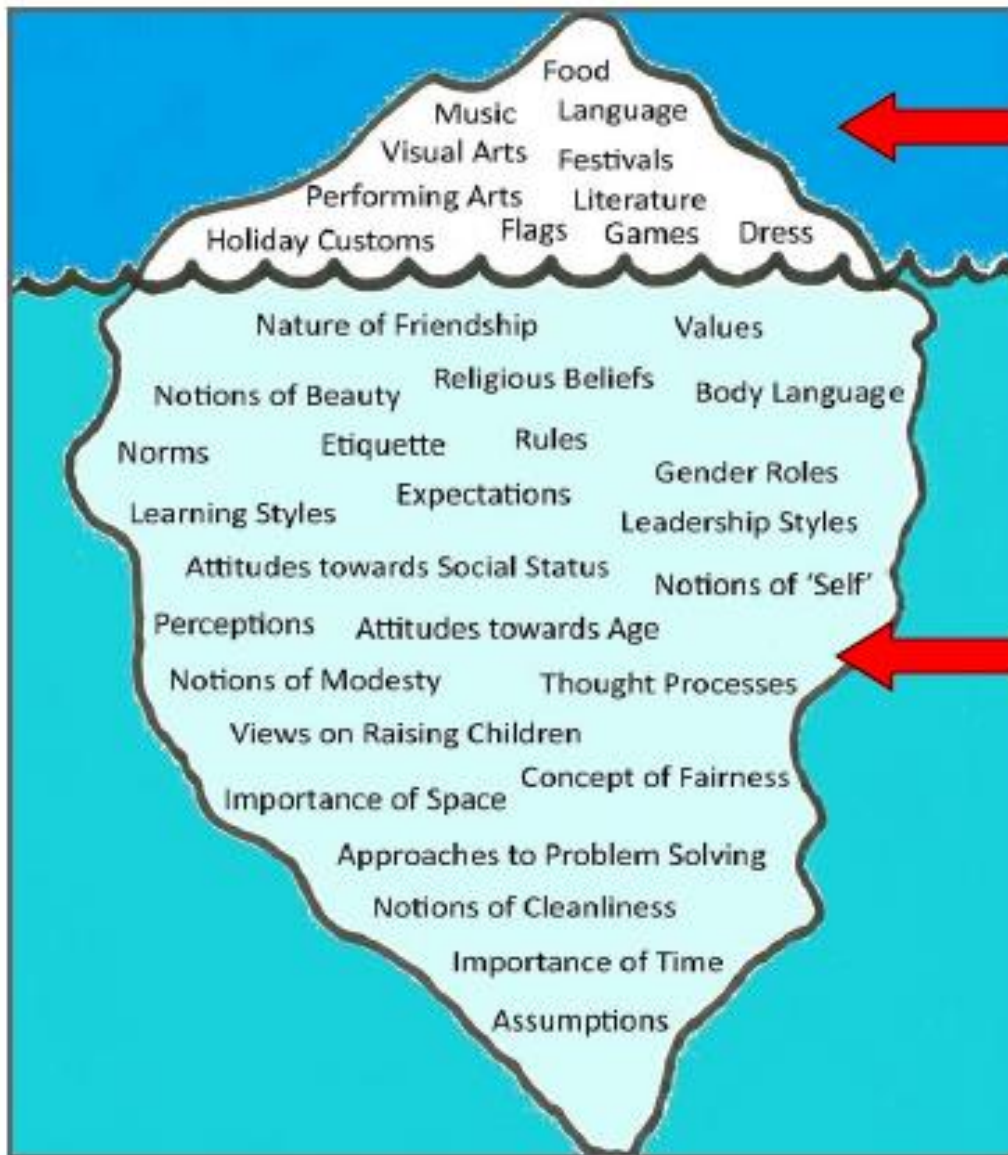 Food
Music
Language
Visual Arts
Festivals
Performing Arts
Literature
Holiday Customs
Flags
Games
Dress
Nature of Friendship
Values
Notions of Beauty
Religious Beliefs
Body Language
Norms
Etiquette
Rules
Gender Roles
Learning Styles
Expectations
Leadership Styles
Attitudes towards Social Status
Notions of ‘Self’
Perceptions
Attitudes towards Age
Notions of Modesty
Thought Processes
Views on Raising Children
Concept of Fairness
Importance of Space
Approaches to Problem Solving
Notions of Cleanliness
Importance of Time
Assumptions